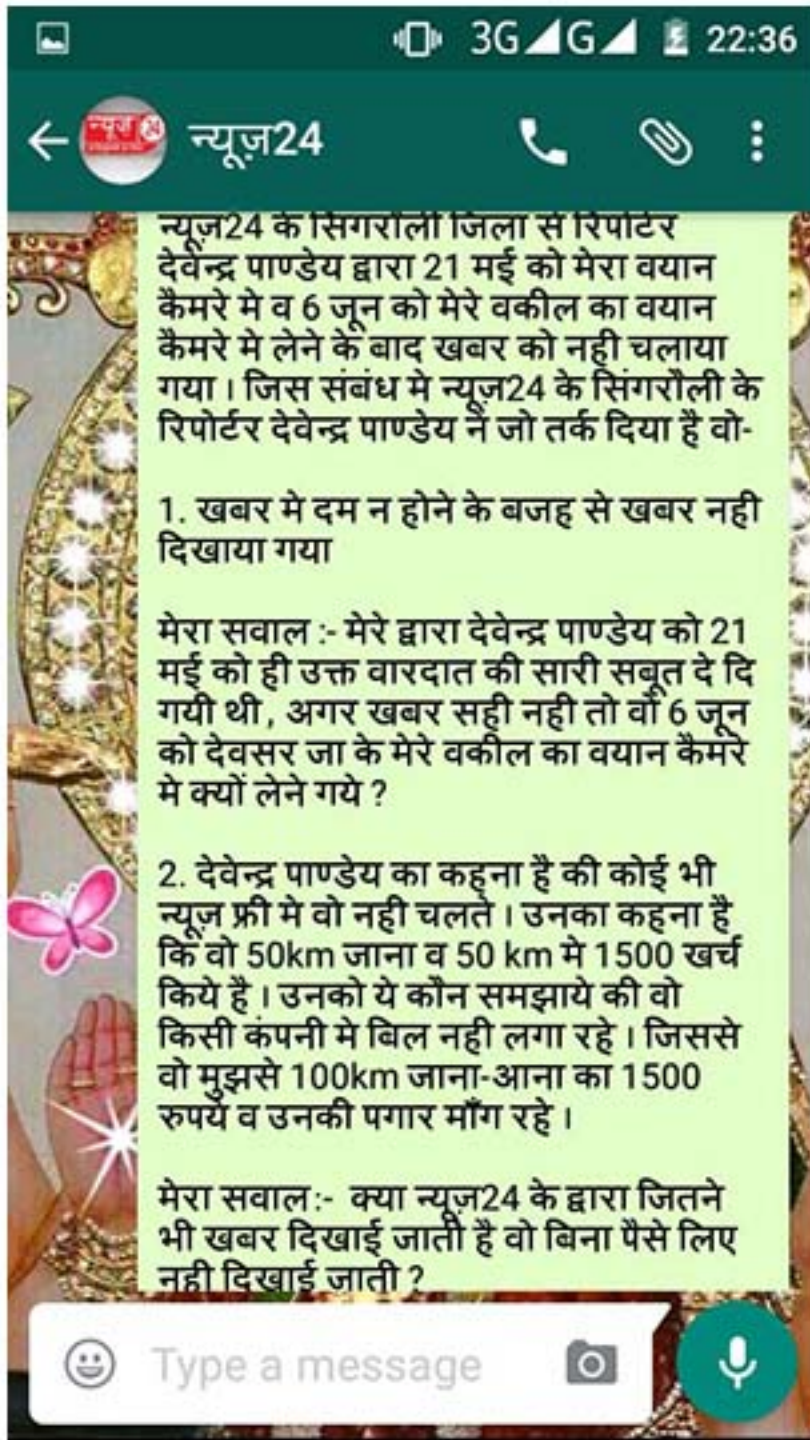 3G G 22:36
न्यूज़ 24
न्यूज़24
न्यूज़24 के सिंगरौली जिला से रिपोर्टर
देवेन्द्र पाण्डेय द्वारा 21 मई को मेरा वयान
कैमरे मे व 6 जून को मेरे वकील का वयान
कैमरे मे लेने के बाद खबर को नही चलाया
गया । जिस संबंध मे न्यूज़24 के सिंगरौली के
रिपोर्टर देवेन्द्र पाण्डेय ने जो तर्क दिया है वो-
1. खबर मे दम न होने के बजह से खबर नही
दिखाया गया
मेरा सवाल :- मेरे द्वारा देवेन्द्र पाण्डेय को 21
मई को ही उक्त वारदात की सारी सबूत दे दि
गयी थी , अगर खबर सही नही तो वो 6 जून
को देवसर जा के मेरे वकील का वयान कैमरे
मे क्यों लेने गये ?
2. देवेन्द्र पाण्डेय का कहना है की कोई भी
न्यूज़ फ्री मे वो नही चलते । उनका कहना है
कि वो 50km जाना व 50 km मे 1500 खर्च
किये है । उनको ये कौन समझाये की वो
किसी कंपनी मे बिल नही लगा रहे । जिससे
वो मुझसे 100km जाना-आना का 1500
रुपये व उनकी पगार माँग रहे ।
मेरा सवाल:- क्या न्यूज़24 के द्वारा जितने
भी खबर दिखाई जाती है वो बिना पैसे लिए
नही दिखाई जाती ?
Type a message